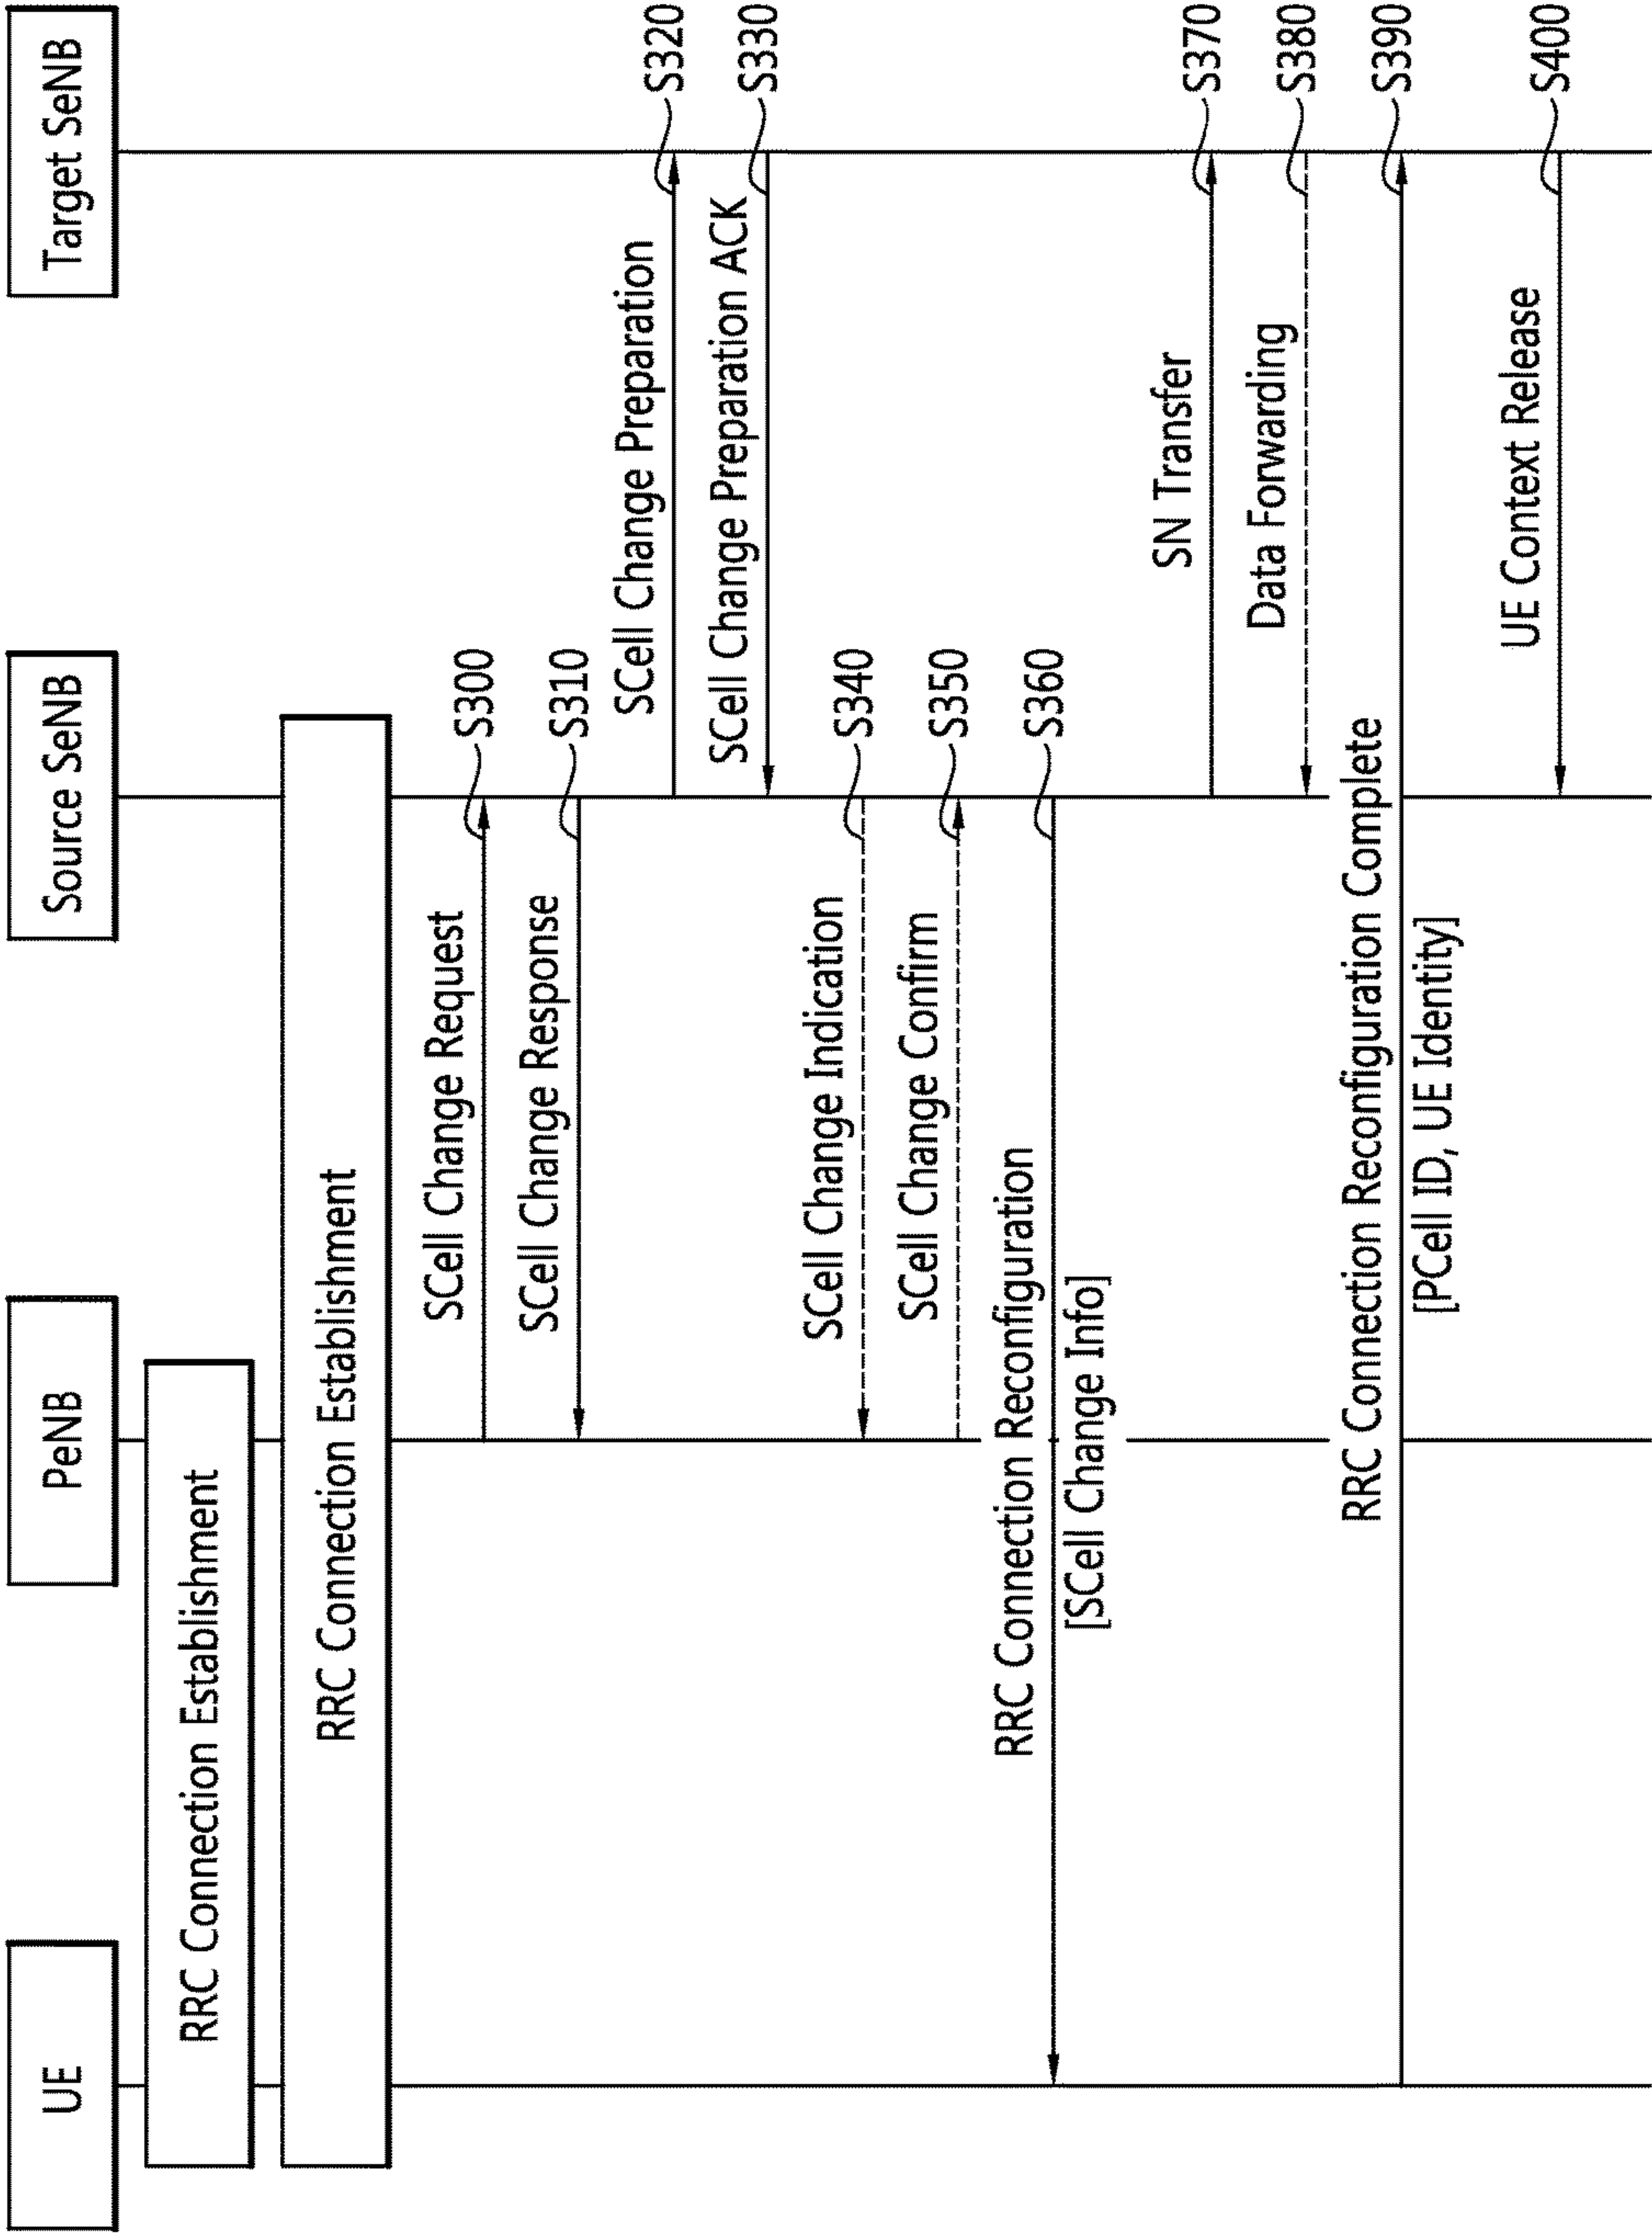 UE
PeNB
Source SeNB
Target SeNB
RRC Connection Establishment
RRC Connection Establishment
SCell Change Request
S300
SCell Change Response
S310
SCell Change Preparation
S320
SCell Change Preparation ACK
S330
SCell Change Indication
S340
SCell Change Confirm
S350
RRC Connection Reconfiguration
S360
[SCell Change Info]
SN Transfer
S370
Data Forwarding
S380
RRC Connection Reconfiguration Complete
S390
[PCell ID, UE Identity]
UE Context Release
S400